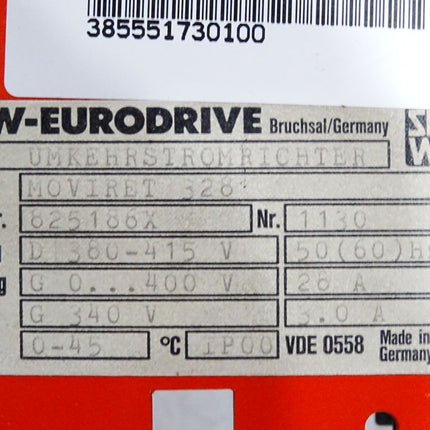 385551730100
W-EURODRIVE Bruchsal/Germany
UMKEHRSTROMRICHTER
MOVIRET 326
r. 825186X Nr. 1130
D 380-415 V 50(60)h
g G 0...400 V 26 A
G 340 V 3.0 A
0-45 °C IP00 VDE 0558 Made in
Germany